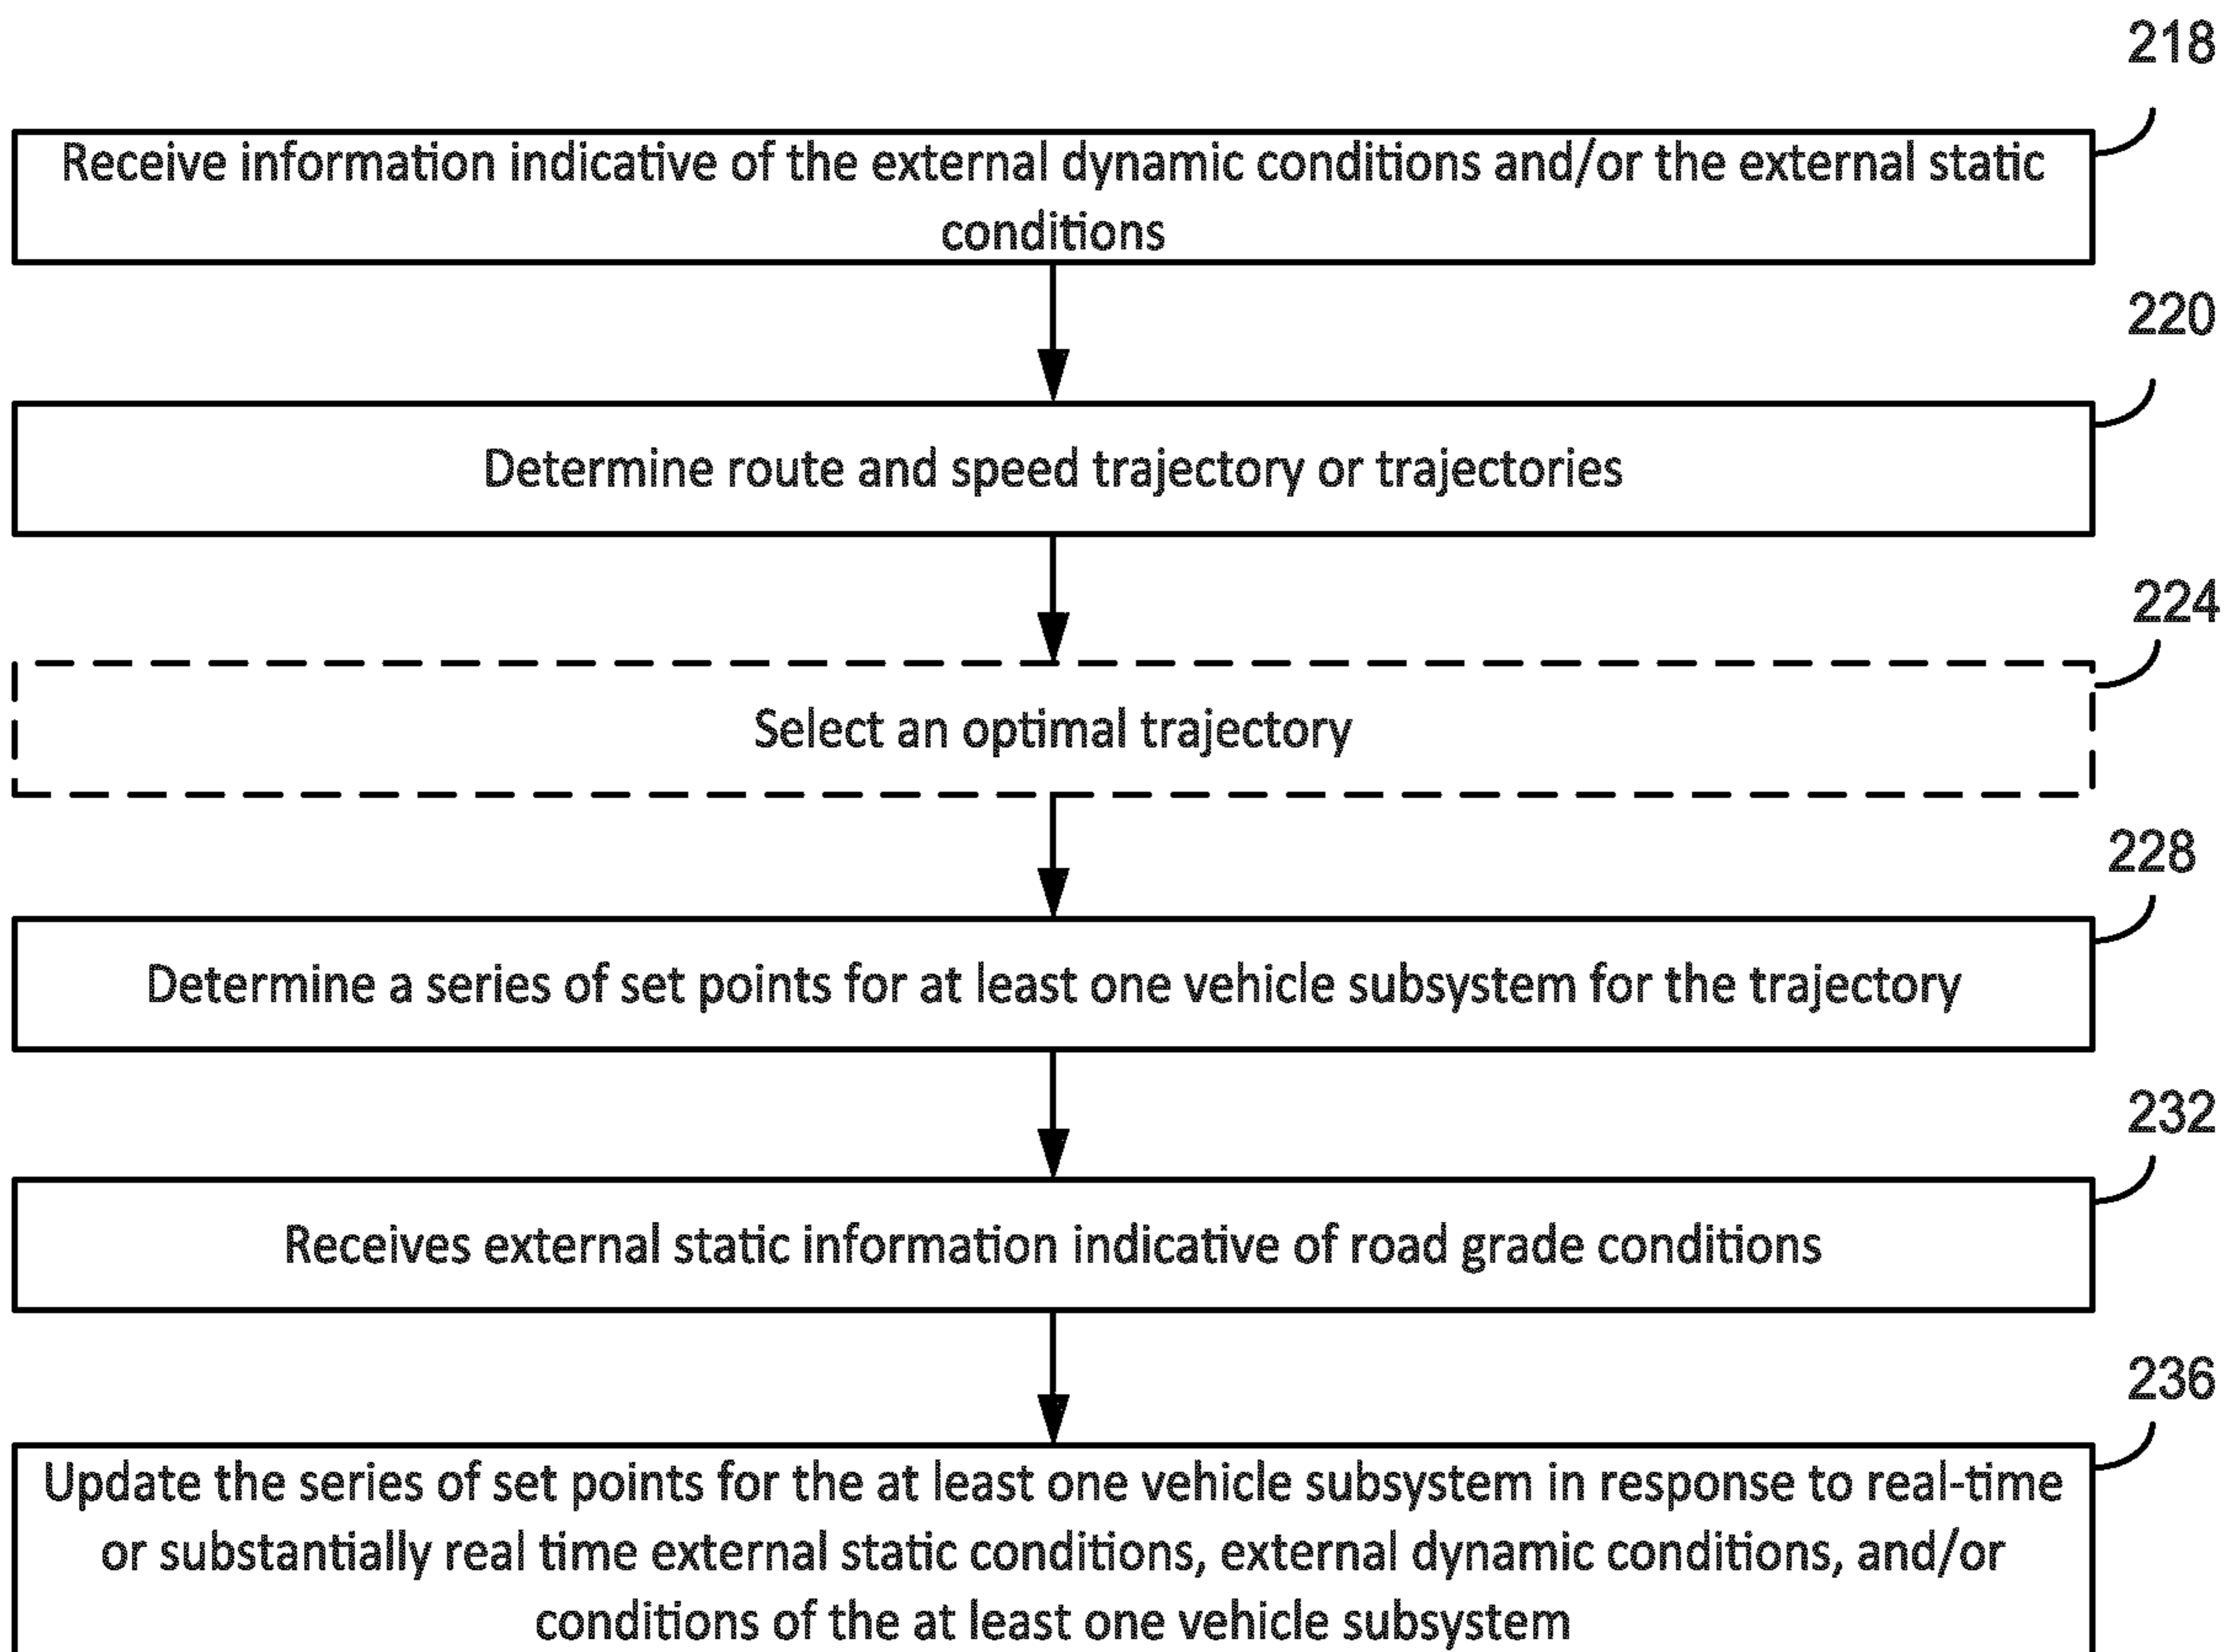 218
Receive information indicative of the external dynamic conditions and/or the external static
conditions
220
Determine route and speed trajectory or trajectories
224
Select an optimal trajectory
228
Determine a series of set points for at least one vehicle subsystem for the trajectory
232
Receives external static information indicative of road grade conditions
236
Update the series of set points for the at least one vehicle subsystem in response to real-time
or substantially real time external static conditions, external dynamic conditions, and/or
conditions of the at least one vehicle subsystem